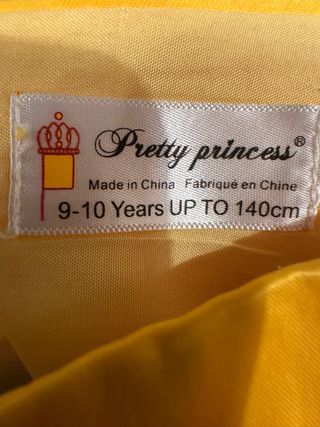 Pretty princess®
Made in China Fabriqué en Chine
9-10 Years UP TO 140cm